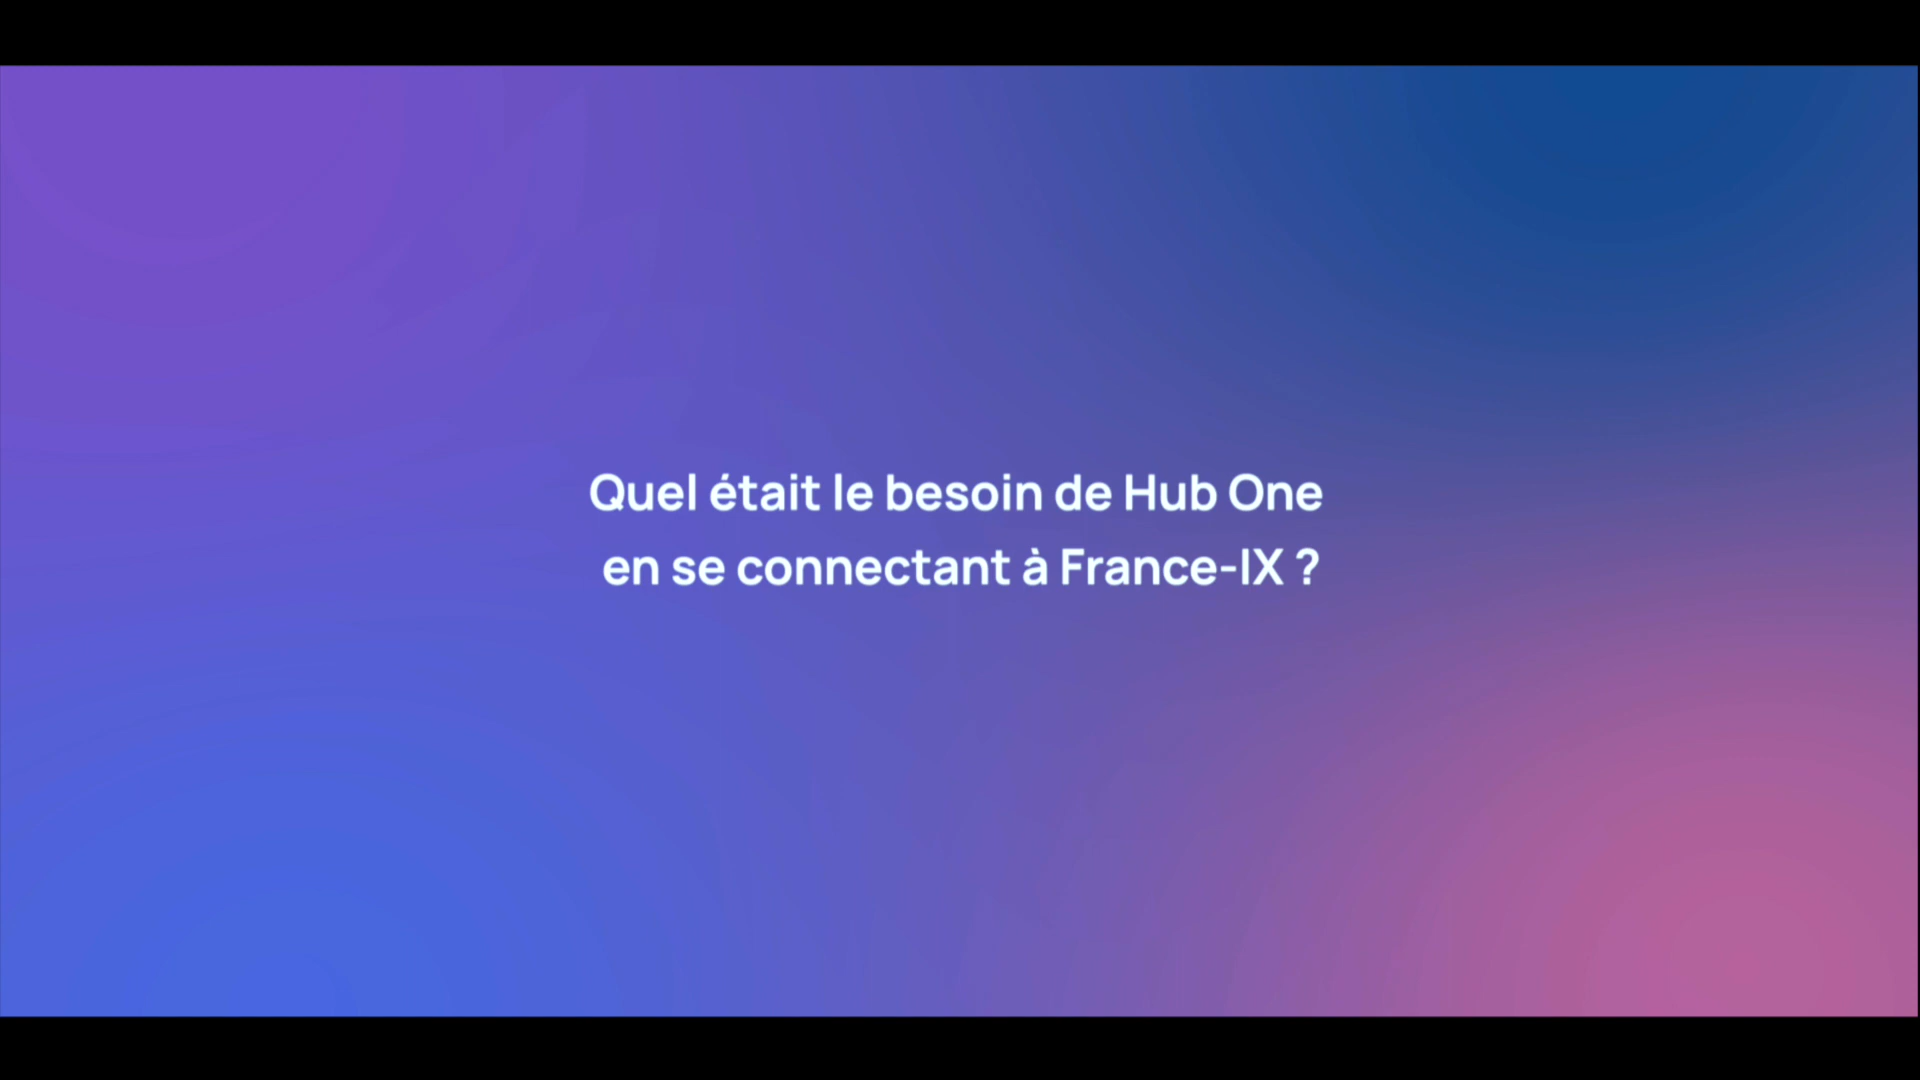 Quel était le besoin de Hub One
en se connectant à France-IX ?